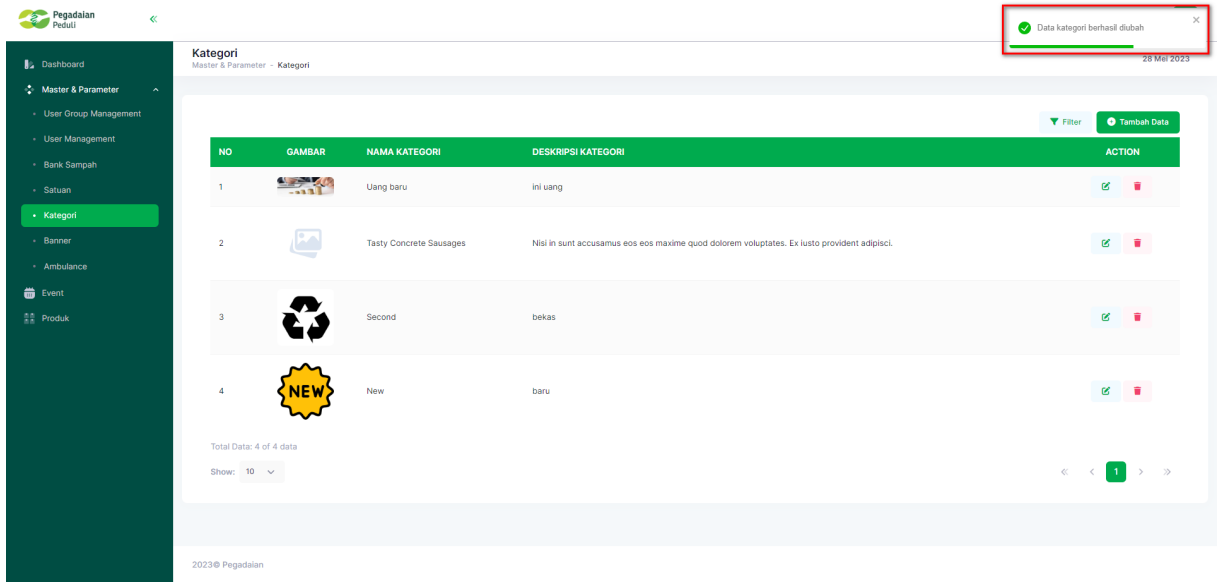 Pegadaian
Peduli
Data kategori berhasil diubah
Kategori
Master & Parameter - Kategori
28 Mei 2023
Dashboard
Master & Parameter
User Group Management
User Management
Bank Sampah
Satuan
Kategori
Banner
Ambulance
Event
Produk
Filter
Tambah Data
NO GAMBAR NAMA KATEGORI DESKRIPSI KATEGORI ACTION
1 Uang baru ini uang
2 Tasty Concrete Sausages Nisi in sunt accusamus eos eos maxime quod dolorem voluptates. Ex iusto provident adipisci.
3 Second bekas
4 NEW New baru
Total Data: 4 of 4 data
Show: 10
1
2023© Pegadaian